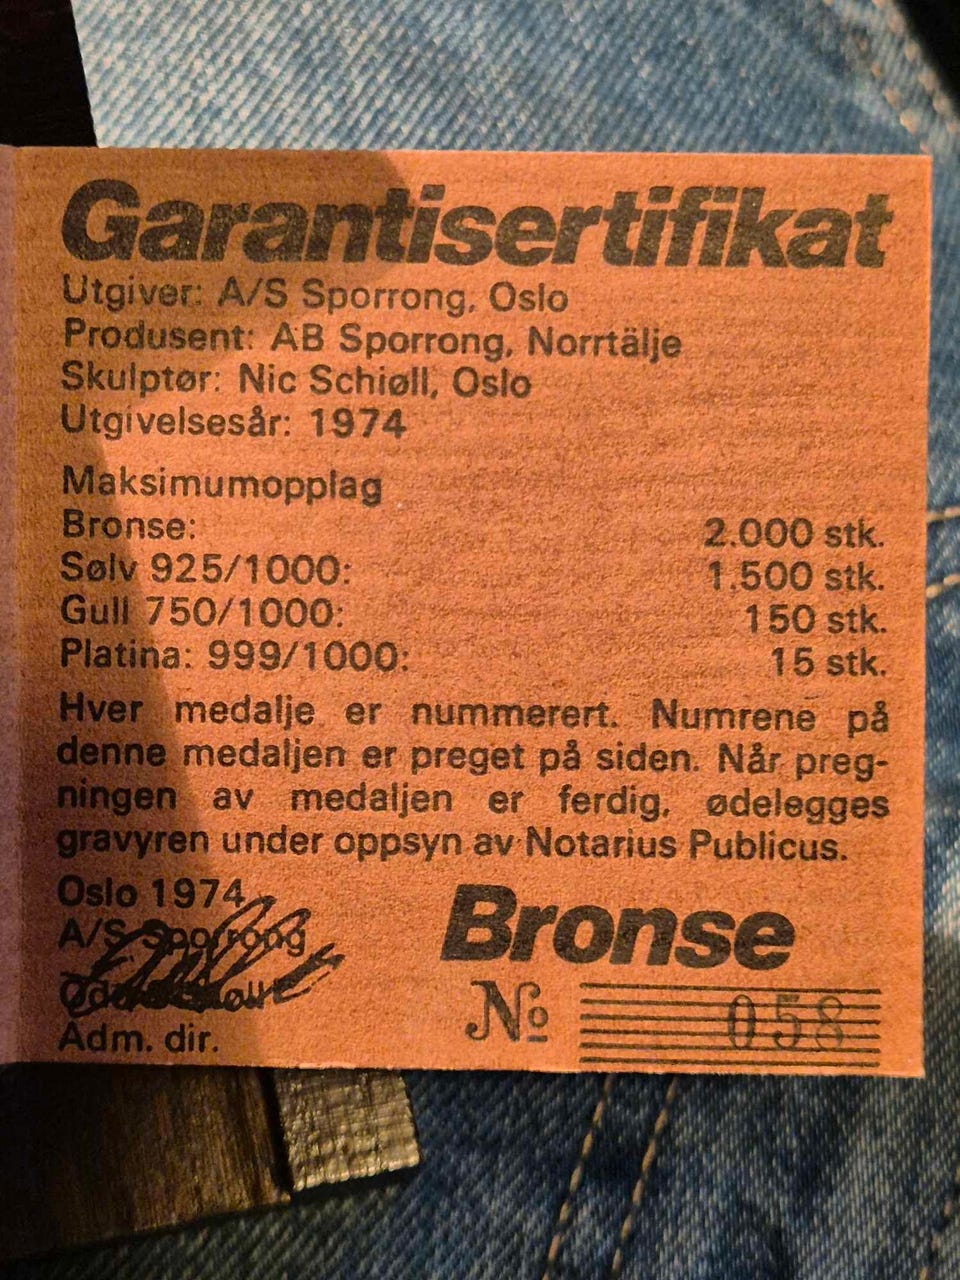 Garantisertifikat
Utgiver: A/S Sporrong, Oslo
Produsent: AB Sporrong, Norrtälje
Skulptør: Nic Schiøll, Oslo
Utgivelsesår: 1974
Maksimumopplag
Bronse: 2.000 stk.
Sølv 925/1000: 1.500 stk.
Gull 750/1000: 150 stk.
Platina: 999/1000: 15 stk.
Hver medalje er nummerert. Numrene på
denne medaljen er preget på siden. Når preg-
ningen av medaljen er ferdig, ødelegges
gravyren under oppsyn av Notarius Publicus.
Oslo 1974
A/S Sporrong
Adm. dir.
Bronse
No 058